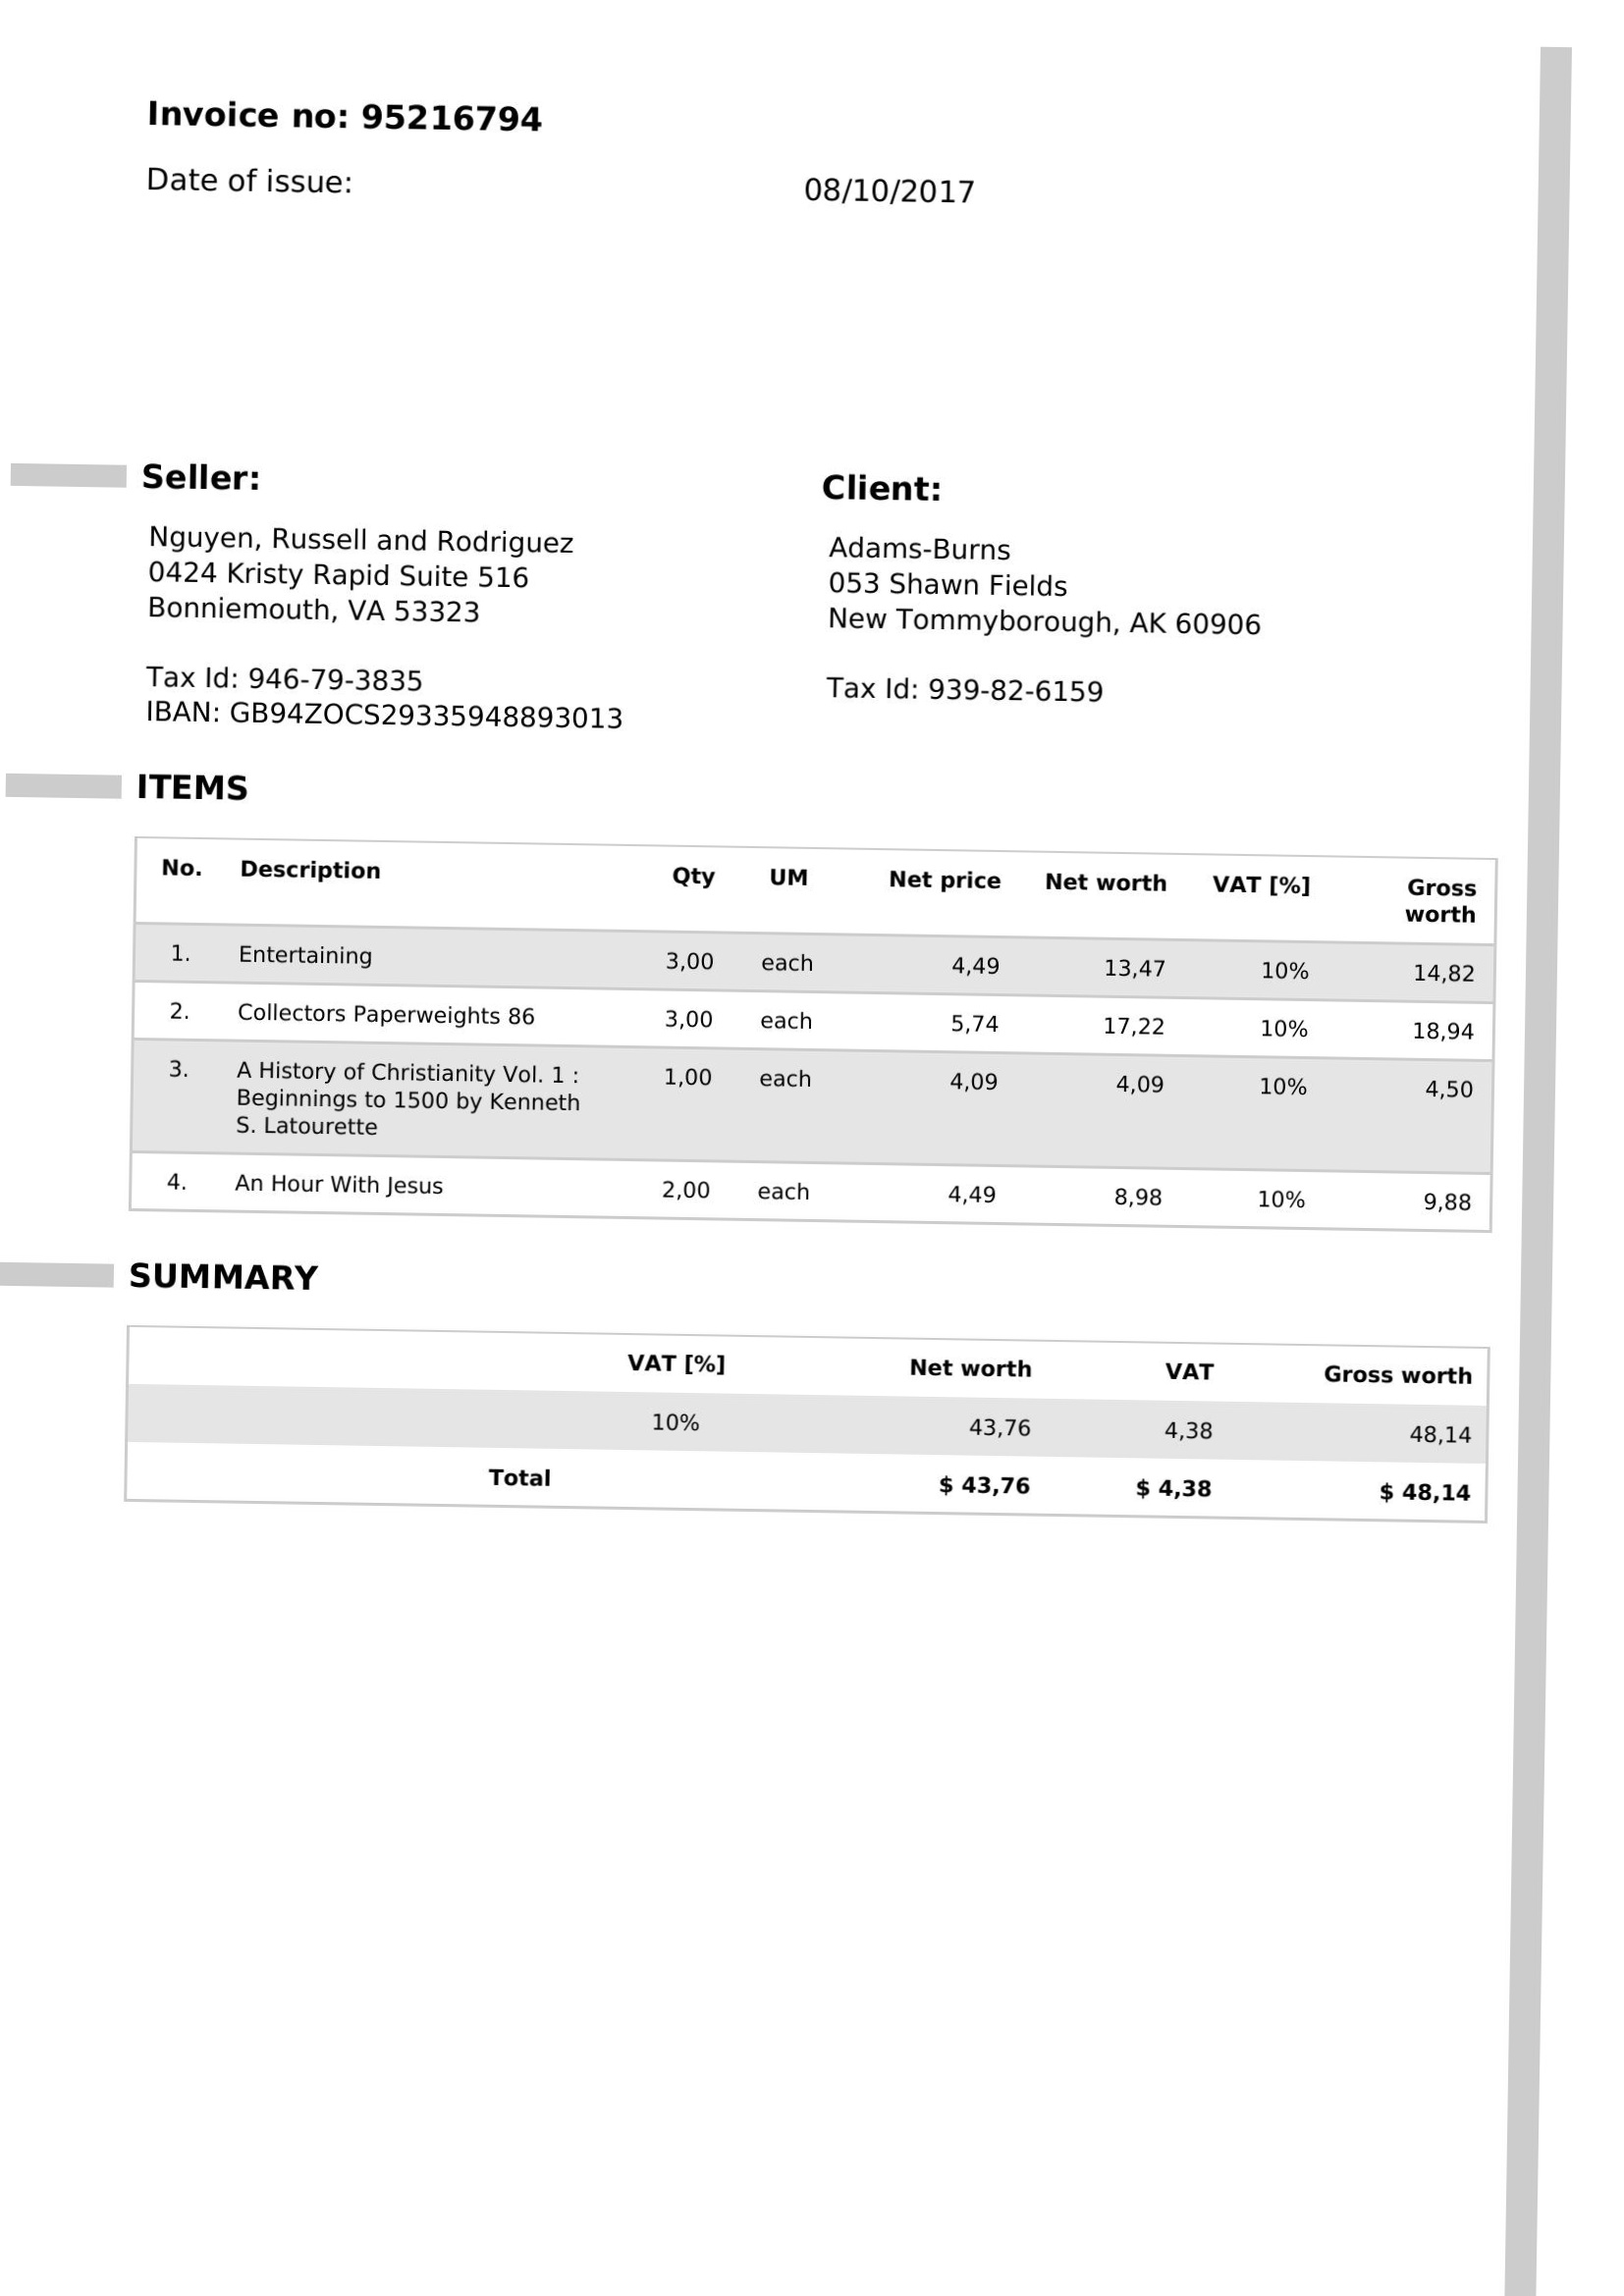 Invoice no: 95216794
Date of issue: 08/10/2017
Seller:
Nguyen, Russell and Rodriguez
0424 Kristy Rapid Suite 516
Bonniemouth, VA 53323
Tax Id: 946-79-3835
IBAN: GB94ZOCS29335948893013
Client:
Adams-Burns
053 Shawn Fields
New Tommyborough, AK 60906
Tax Id: 939-82-6159
ITEMS
No. Description Qty UM Net price Net worth VAT [%] Gross
worth
1. Entertaining 3,00 each 4,49 13,47 10% 14,82
2. Collectors Paperweights 86 3,00 each 5,74 17,22 10% 18,94
3. A History of Christianity Vol. 1 : 1,00 each 4,09 4,09 10% 4,50
Beginnings to 1500 by Kenneth
S. Latourette
4. An Hour With Jesus 2,00 each 4,49 8,98 10% 9,88
SUMMARY
VAT [%] Net worth VAT Gross worth
10% 43,76 4,38 48,14
Total $ 43,76 $ 4,38 $ 48,14